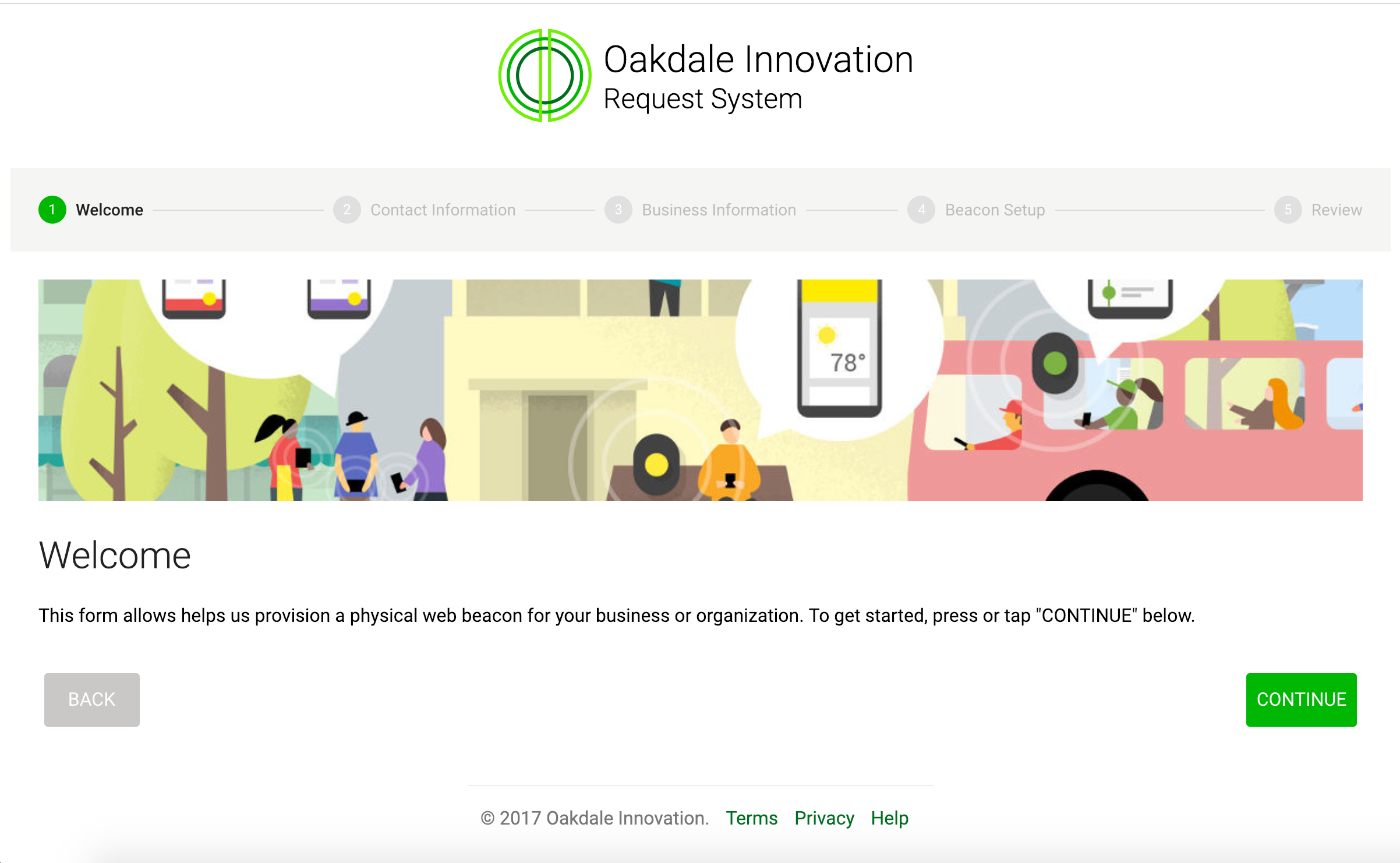 Oakdale Innovation
Request System
1 Welcome 2 Contact Information 3 Business Information 4 Beacon Setup 5 Review
78°
Welcome
This form allows helps us provision a physical web beacon for your business or organization. To get started, press or tap "CONTINUE" below.
BACK CONTINUE
© 2017 Oakdale Innovation. Terms Privacy Help